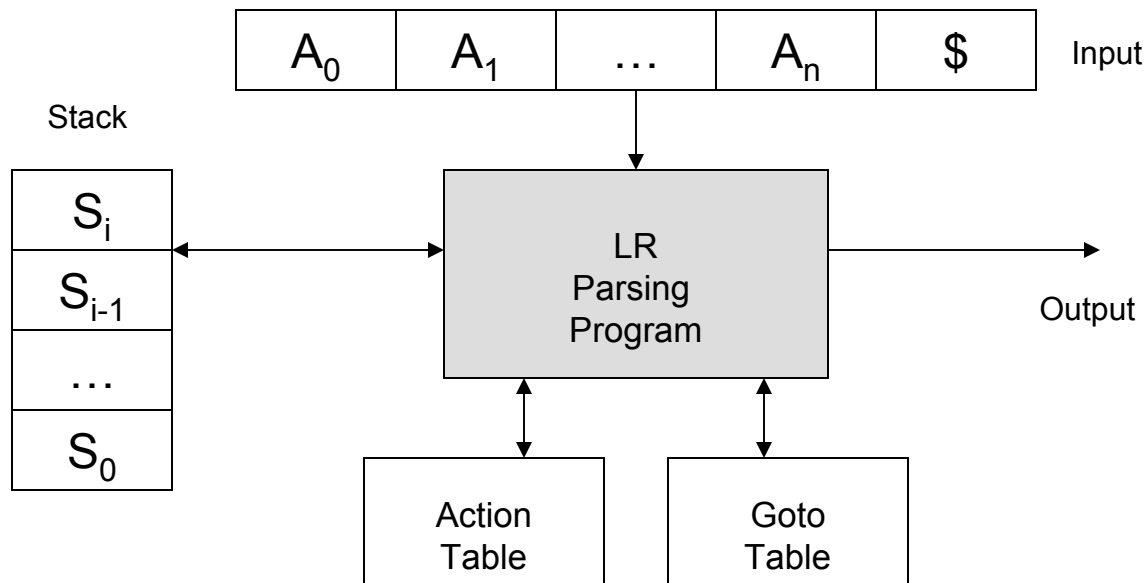 A₀ A₁ … Aₙ $ Input
Stack
Sᵢ
Sᵢ₋₁
…
S₀
LR
Parsing
Program
Output
Action
Table
Goto
Table